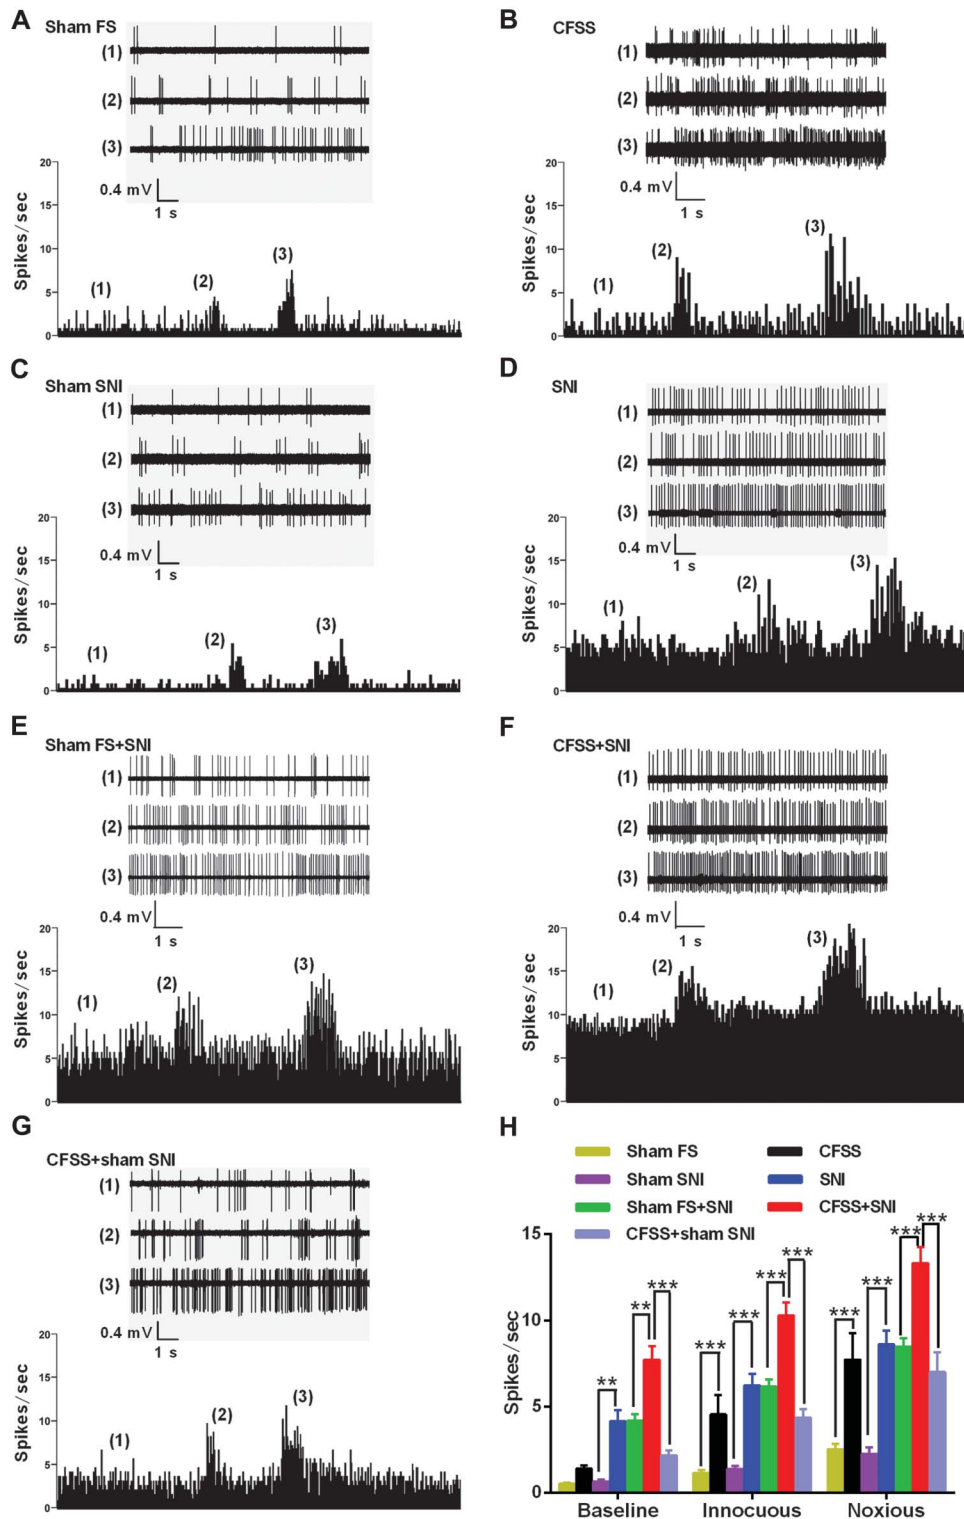 A
Sham FS
(1)
(2)
(3)
20
15
10
5
0
Spikes/sec
0.4 mV
1 s
(1)
(2)
(3)
B
CFSS
(1)
(2)
(3)
20
15
10
5
0
Spikes/sec
0.4 mV
1 s
(1)
(2)
(3)
C
Sham SNI
(1)
(2)
(3)
20
15
10
5
0
Spikes/sec
0.4 mV
1 s
(1)
(2)
(3)
D
SNI
(1)
(2)
(3)
20
15
10
5
0
Spikes/sec
0.4 mV
1 s
(1)
(2)
(3)
E
Sham FS+SNI
(1)
(2)
(3)
20
15
10
5
0
Spikes/sec
0.4 mV
1 s
(1)
(2)
(3)
F
CFSS+SNI
(1)
(2)
(3)
20
15
10
5
0
Spikes/sec
0.4 mV
1 s
(1)
(2)
(3)
G
CFSS+sham SNI
(1)
(2)
(3)
20
15
10
5
0
Spikes/sec
0.4 mV
1 s
(1)
(2)
(3)
H
Sham FS
CFSS
Sham SNI
SNI
Sham FS+SNI
CFSS+SNI
CFSS+sham SNI
15
10
5
0
Spikes/sec
**
**
***
***
***
***
***
***
***
***
***
Baseline
Innocuous
Noxious